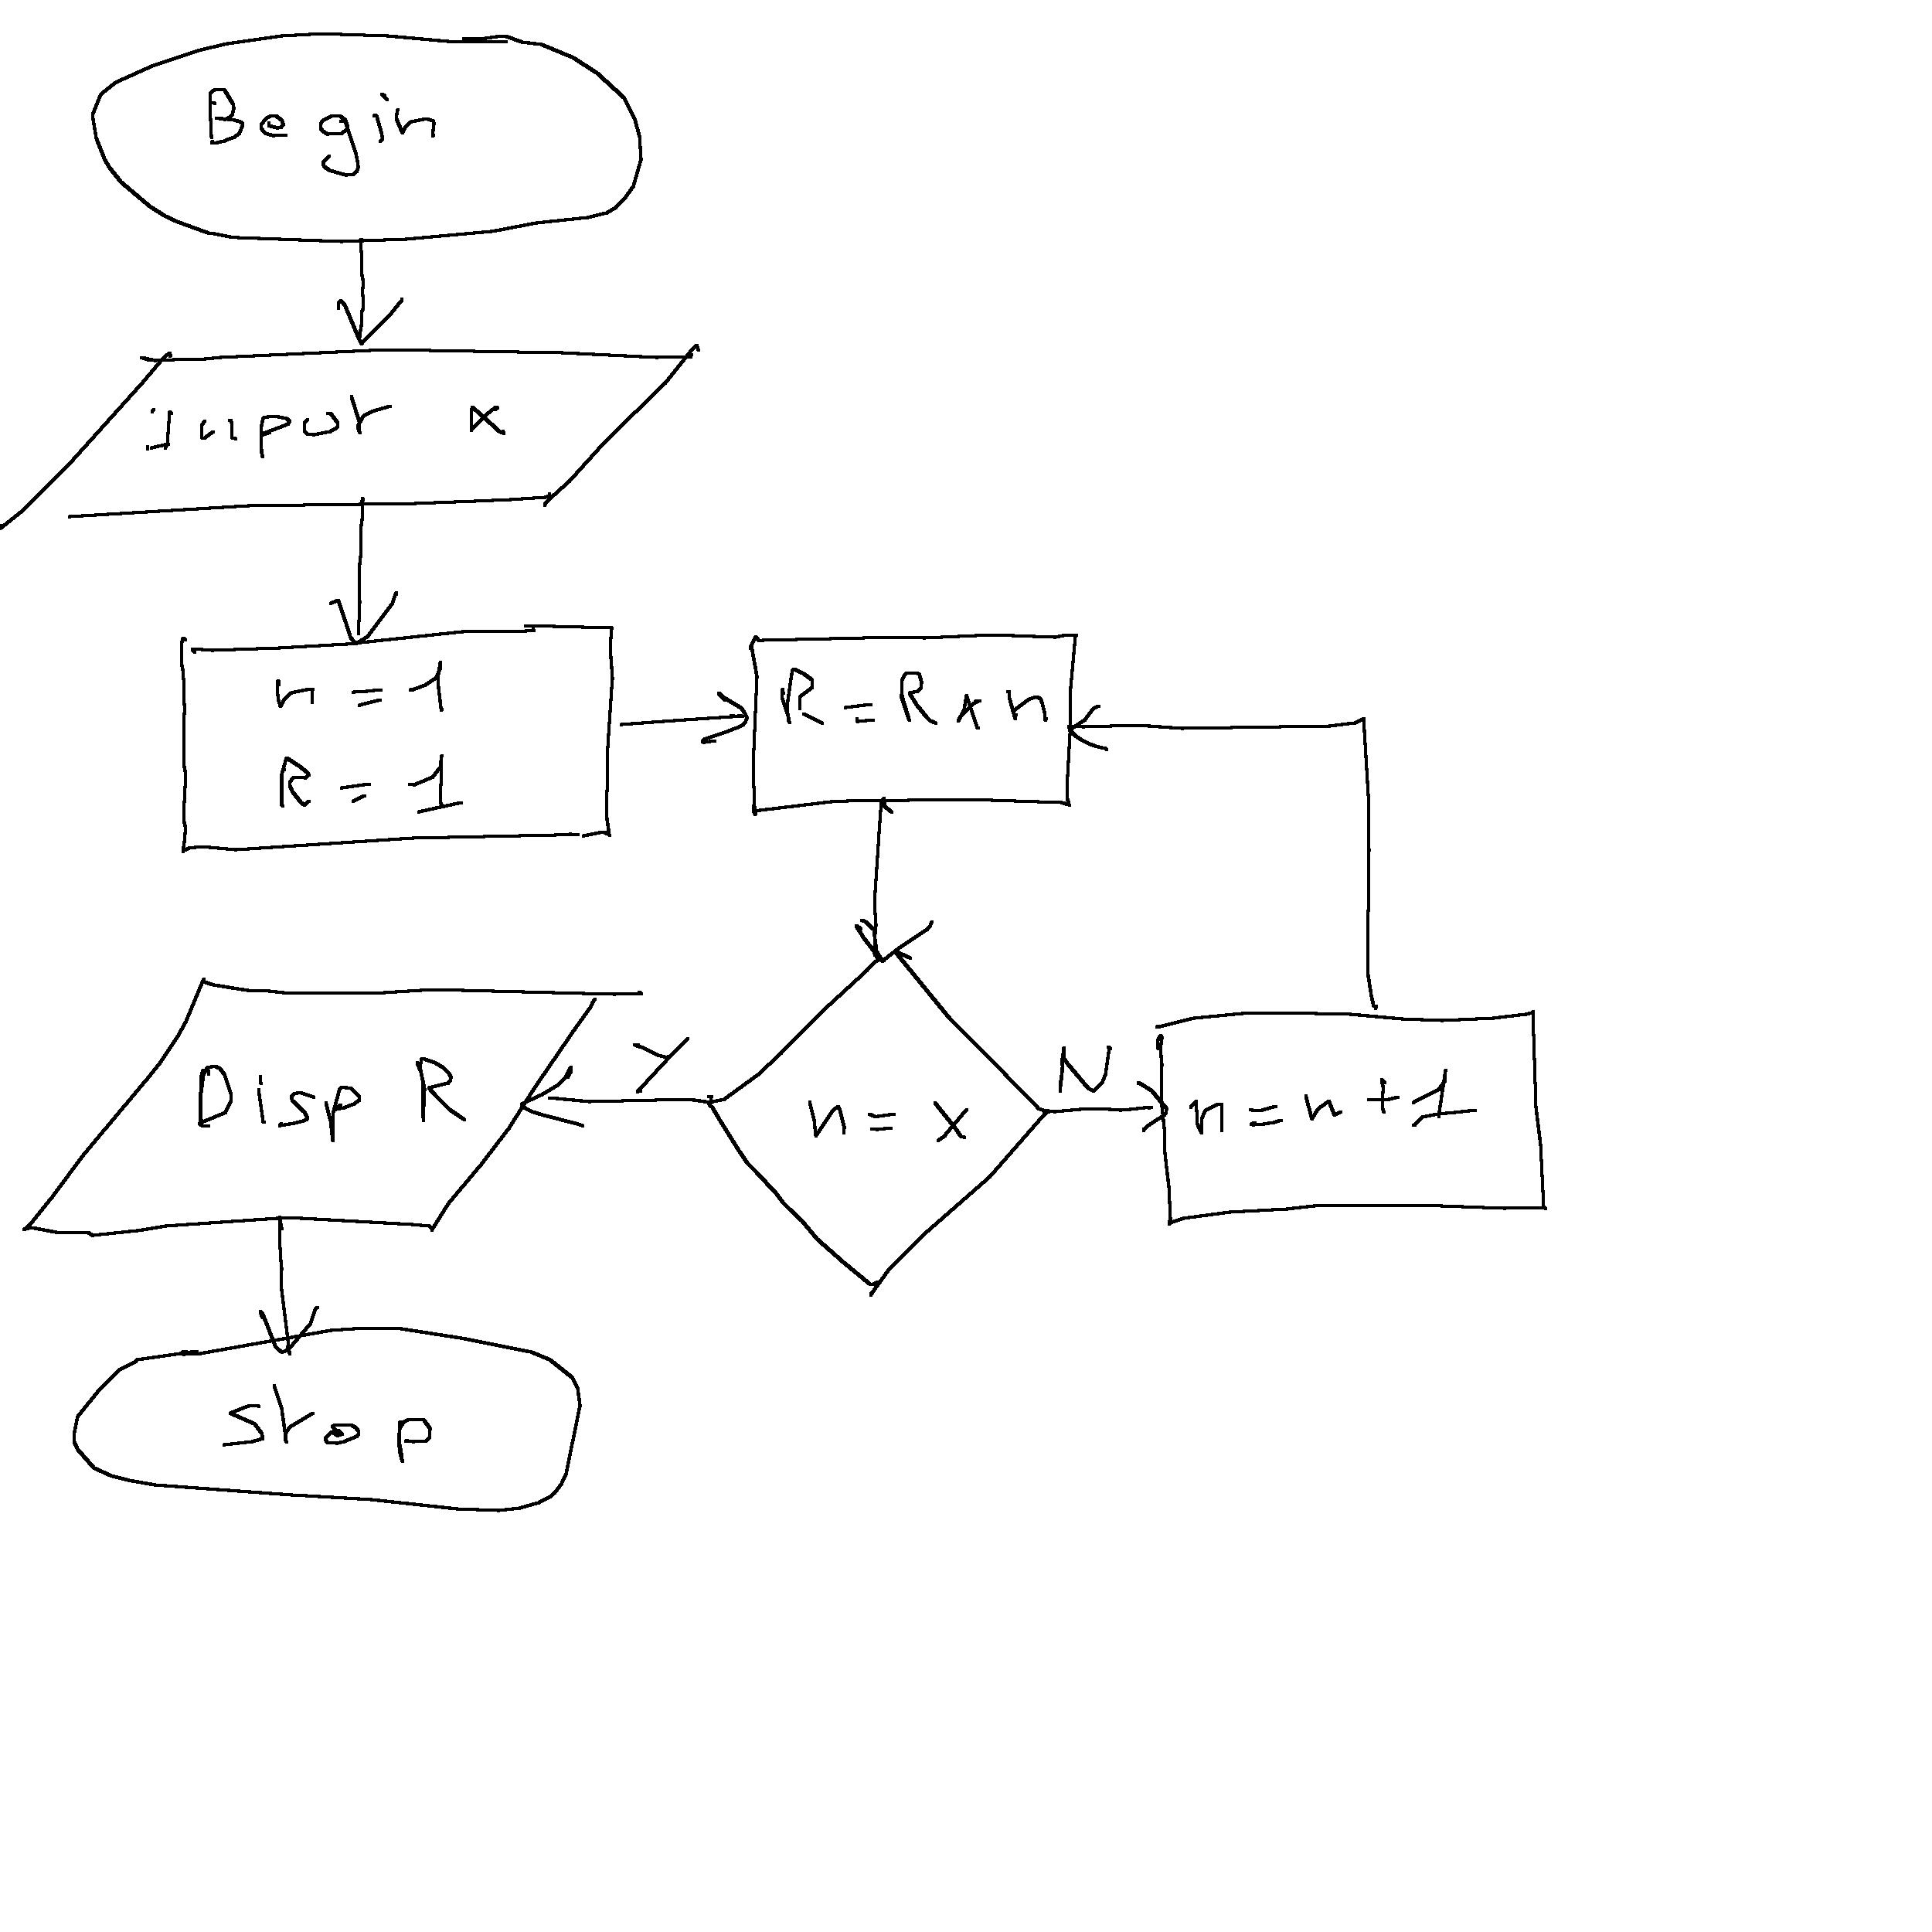 Begin
Input x
n = 1
R = 1
R = R x n
n = x
Y
N
n = n + 1
Disp R
Stop